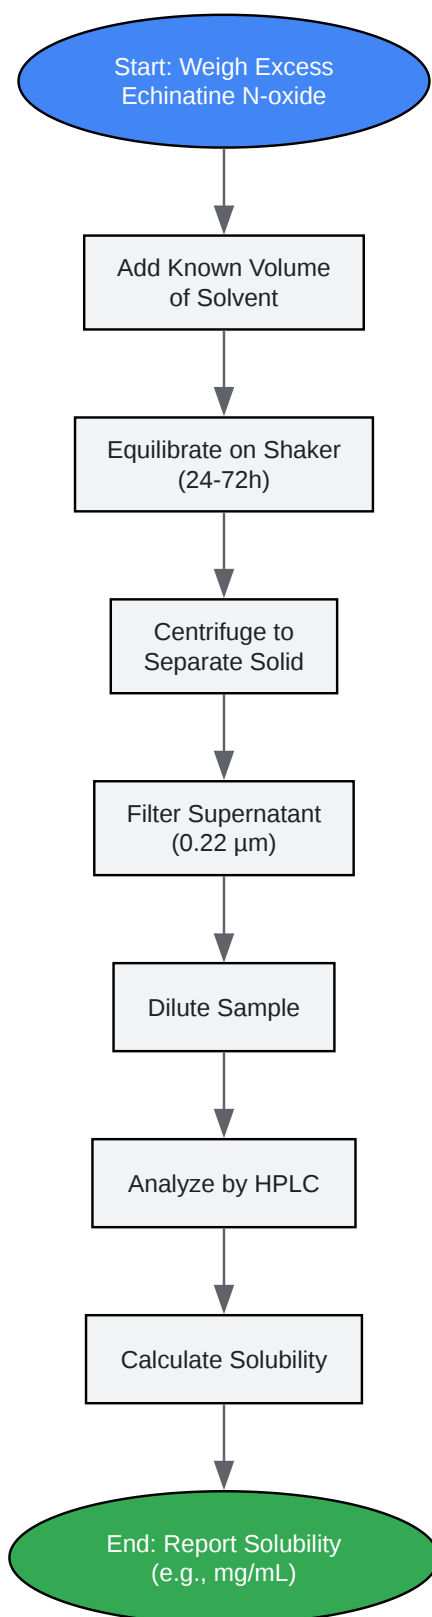 Start: Weigh Excess
Echinatine N-oxide
Add Known Volume
of Solvent
Equilibrate on Shaker
(24-72h)
Centrifuge to
Separate Solid
Filter Supernatant
(0.22 µm)
Dilute Sample
Analyze by HPLC
Calculate Solubility
End: Report Solubility
(e.g., mg/mL)